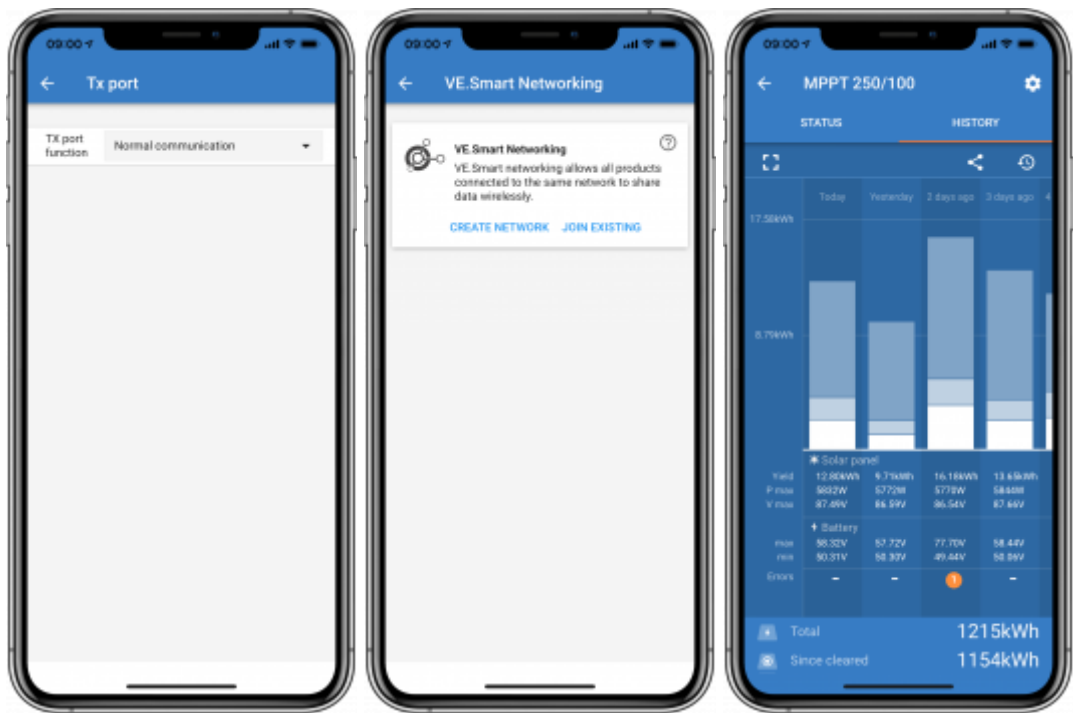 09:00
Tx port
TX port
function
Normal communication
09:00
VE.Smart Networking
VE.Smart Networking
VE.Smart networking allows all products
connected to the same network to share
data wirelessly.
CREATE NETWORK JOIN EXISTING
09:00
MPPT 250/100
STATUS HISTORY
Today Yesterday 2 days ago 3 days ago 4
17.58kWh
8.79kWh
Solar panel
Yield 12.80kWh 9.71kWh 16.18kWh 13.65kWh
P max 5832W 5772W 5770W 5844W
V max 87.49V 86.59V 86.54V 87.66V
Battery
max 58.32V 57.72V 77.70V 58.44V
min 50.31V 50.30V 49.44V 50.06V
Errors - - 1 -
Total 1215kWh
Since cleared 1154kWh